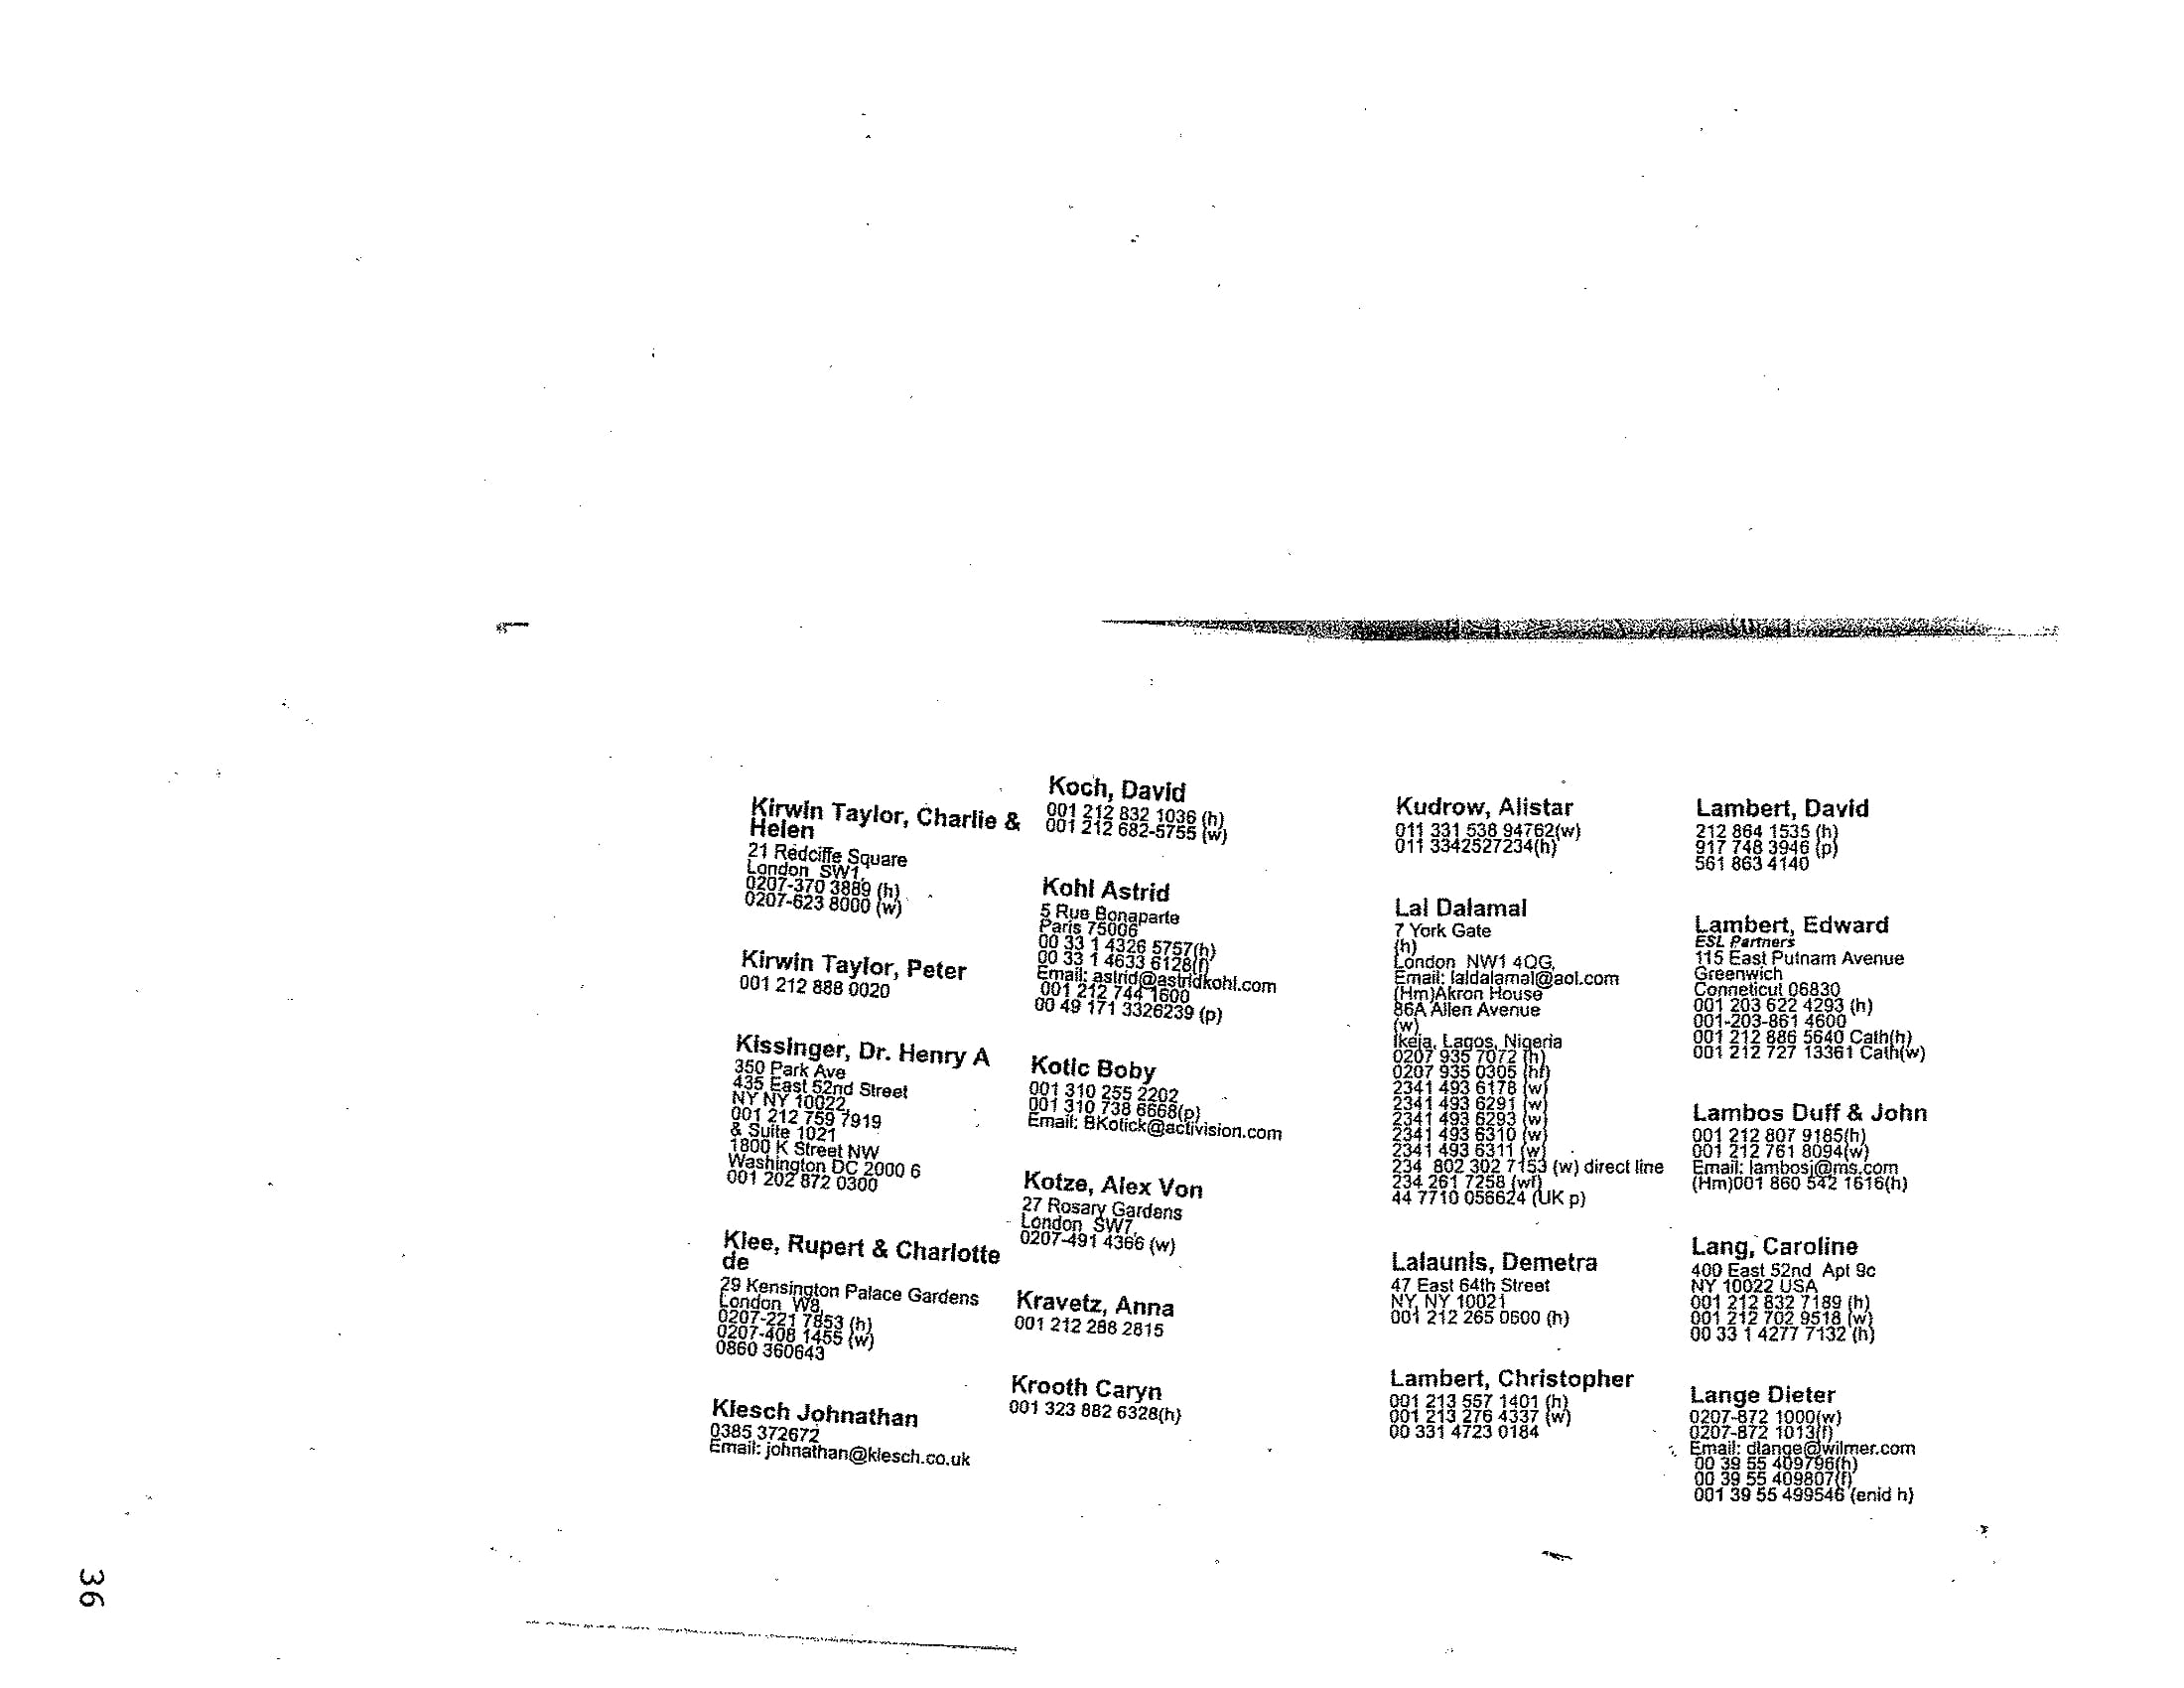 Kirwin Taylor, Charlie &
Helen
21 Redciffe Square
London SW1,
0207-370 3889 (h)
0207-623 8000 (w)
Kirwin Taylor, Peter
001 212 888 0020
Kissinger, Dr. Henry A
350 Park Ave
435 East 52nd Street
NY NY 10022,
001 212 759 7919
& Suite 1021
1800 K Street NW
Washington DC 2000 6
001 202 872 0300
Klee, Rupert & Charlotte
de
29 Kensington Palace Gardens
London W8,
0207-221 7853 (h)
0207-408 1455 (w)
0860 360643
Klesch Johnathan
0385 372672
Email: johnathan@klesch.co.uk
Koch, David
001 212 832 1036 (h)
001 212 682-5755 (w)
Kohl Astrid
5 Rue Bonaparte
Paris 75006
00 33 1 4326 5757(h)
00 33 1 4633 6128(f)
Email: astrid@astridkohl.com
001 212 744 1600
00 49 171 3326239 (p)
Kotic Boby
001 310 255 2202
001 310 738 6668(p)
Email: BKotick@activision.com
Kotze, Alex Von
27 Rosary Gardens
London SW7,
0207-491 4366 (w)
Kravetz, Anna
001 212 288 2815
Krooth Caryn
001 323 882 6328(h)
Kudrow, Alistar
011 331 538 94762(w)
011 3342527234(h)
Lal Dalamal
7 York Gate
(h)
London NW1 4QG,
Email: laldalamal@aol.com
(Hm)Akron House
86A Allen Avenue
(w)
Ikeja, Lagos, Nigeria
0207 935 7072 (h)
0207 935 0305 (hf)
2341 493 6178 (w)
2341 493 6291 (w)
2341 493 6293 (w)
2341 493 6310 (w)
2341 493 6311 (w)
234 802 302 7153 (w) direct line
234 261 7258 (wf)
44 7710 056624 (UK p)
Lalaunis, Demetra
47 East 64th Street
NY, NY 10021
001 212 265 0600 (h)
Lambert, Christopher
001 213 557 1401 (h)
001 213 276 4337 (w)
00 331 4723 0184
Lambert, David
212 864 1535 (h)
917 748 3946 (p)
561 863 4140
Lambert, Edward
ESL Partners
115 East Putnam Avenue
Greenwich
Conneticut 06830
001 203 622 4293 (h)
001-203-861 4600
001 212 886 5640 Cath(h)
001 212 727 13361 Cath(w)
Lambos Duff & John
001 212 807 9185(h)
001 212 761 8094(w)
Email: lambosj@ms.com
(Hm)001 860 542 1616(h)
Lang, Caroline
400 East 52nd Apt 9c
NY 10022 USA
001 212 832 7189 (h)
001 212 702 9518 (w)
00 33 1 4277 7132 (h)
Lange Dieter
0207-872 1000(w)
0207-872 1013(f)
Email: dlange@wilmer.com
00 39 55 409796(h)
00 39 55 409807(f)
001 39 55 499546 (enid h)
36